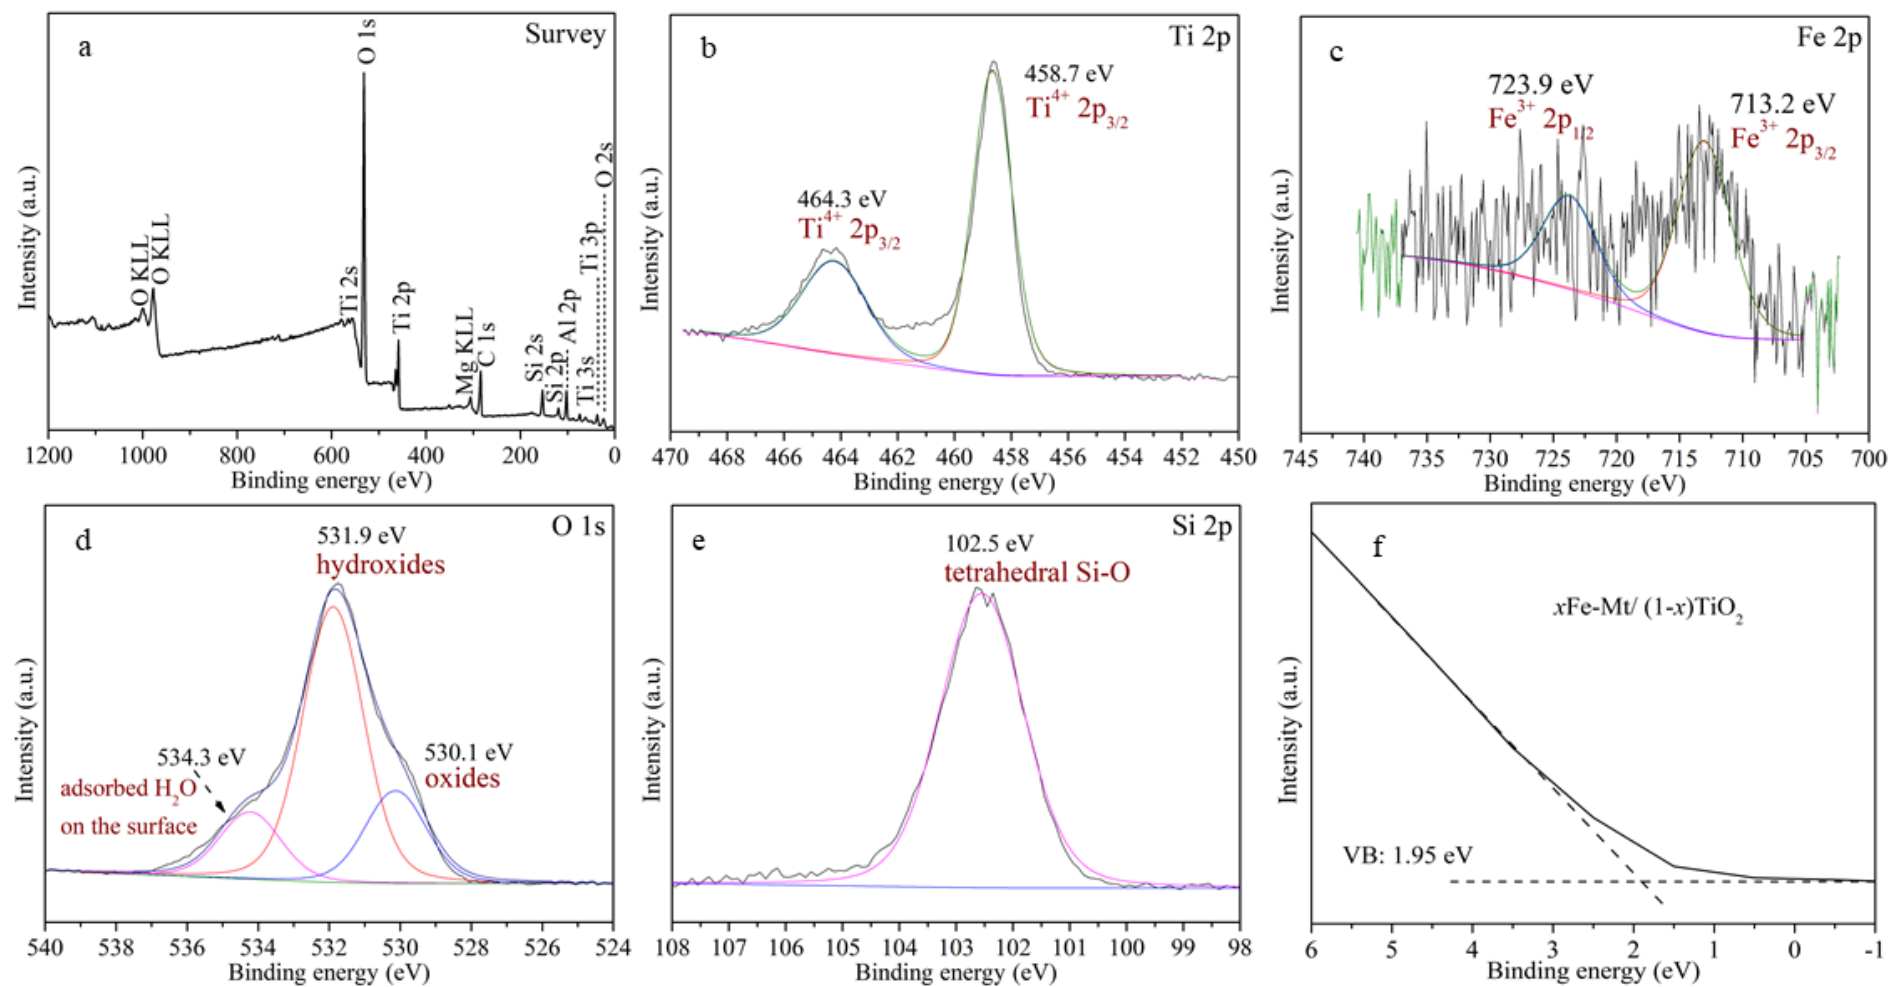 a
Survey
O 1s
O KLL
O KLL
Ti 2s
Ti 2p
Mg KLL
C 1s
Si 2s
Si 2p
Al 2p
Ti 3s
Ti 3p
O 2s
Intensity (a.u.)
1200 1000 800 600 400 200 0
Binding energy (eV)
b
Ti 2p
458.7 eV
Ti⁴⁺ 2p₃/₂
464.3 eV
Ti⁴⁺ 2p₃/₂
Intensity (a.u.)
470 468 466 464 462 460 458 456 454 452 450
Binding energy (eV)
c
Fe 2p
723.9 eV
Fe³⁺ 2p₁/₂
713.2 eV
Fe³⁺ 2p₃/₂
Intensity (a.u.)
745 740 735 730 725 720 715 710 705 700
Binding energy (eV)
d
O 1s
531.9 eV
hydroxides
534.3 eV
adsorbed H₂O
on the surface
530.1 eV
oxides
Intensity (a.u.)
540 538 536 534 532 530 528 526 524
Binding energy (eV)
e
Si 2p
102.5 eV
tetrahedral Si-O
Intensity (a.u.)
108 107 106 105 104 103 102 101 100 99 98
Binding energy (eV)
f
xFe-Mt/ (1-x)TiO₂
VB: 1.95 eV
Intensity (a.u.)
6 5 4 3 2 1 0 -1
Binding energy (eV)